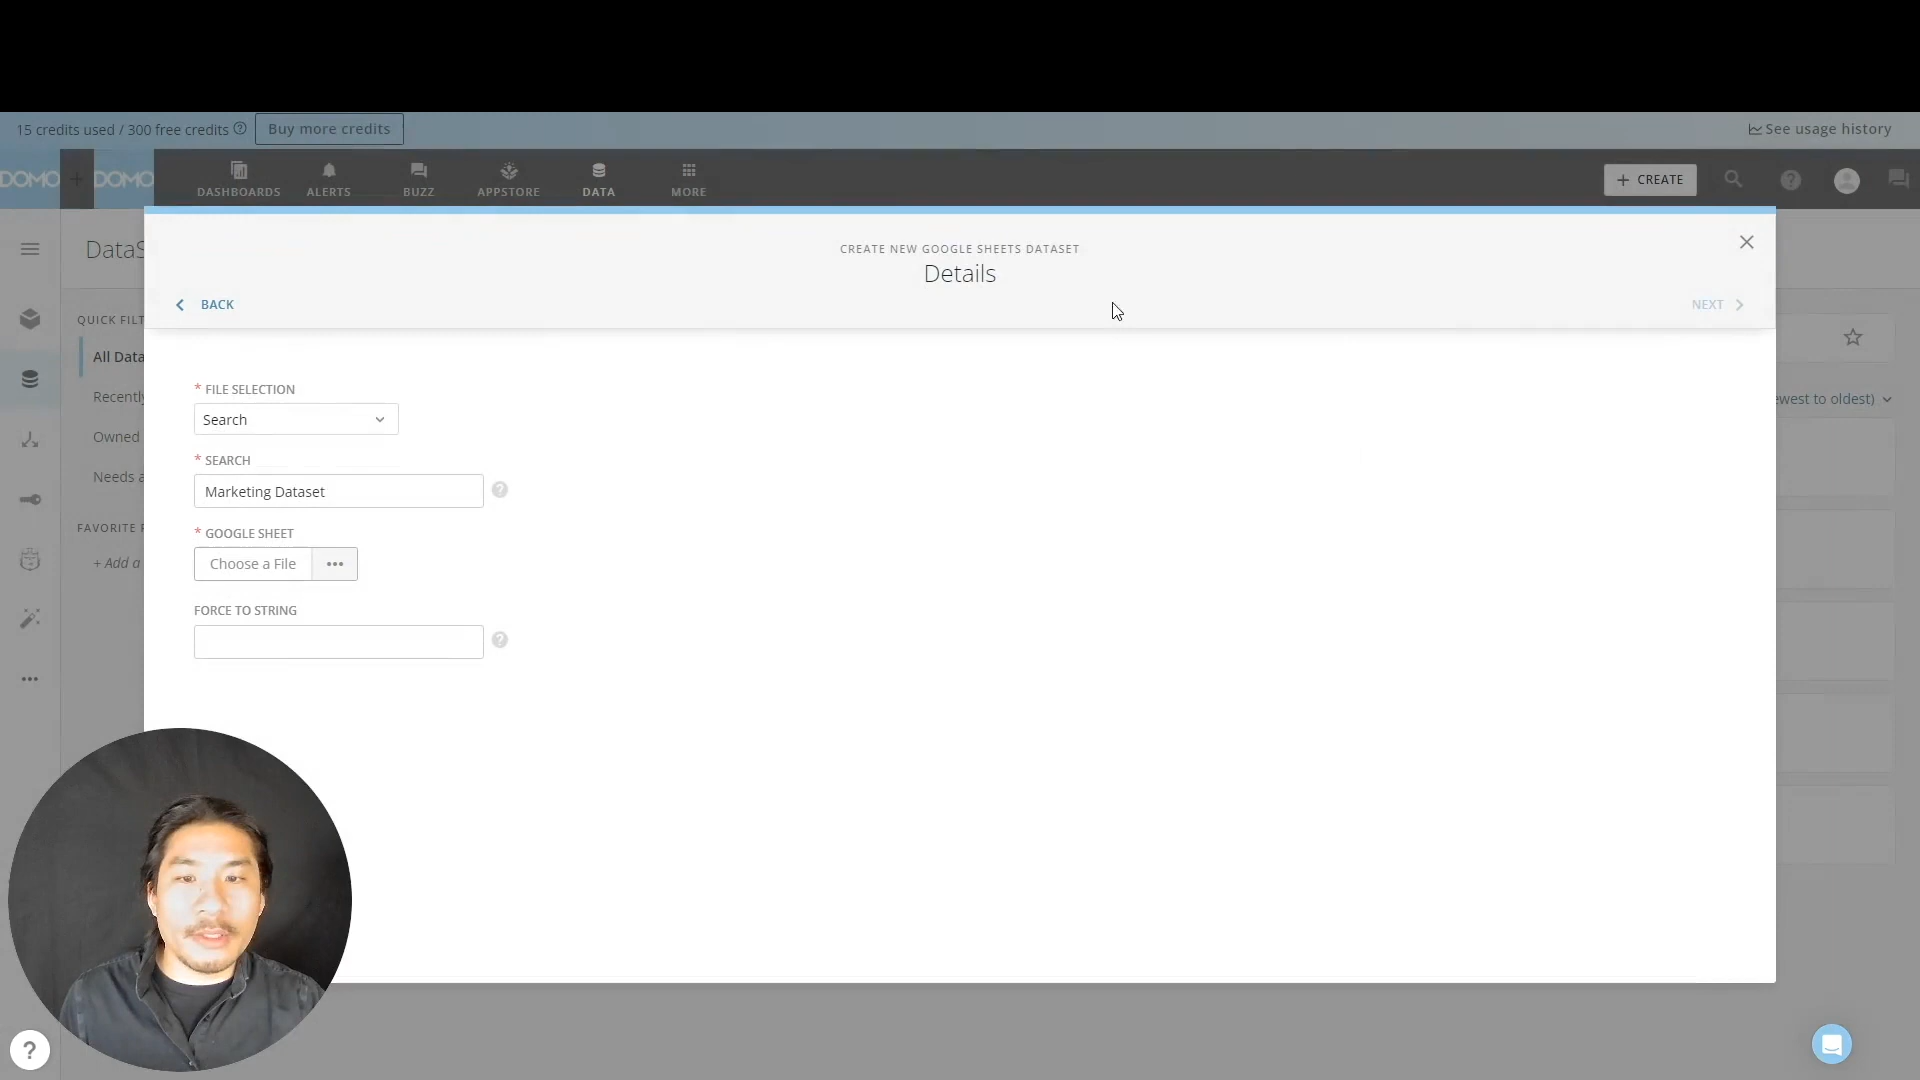 15 credits used / 300 free credits
Buy more credits
See usage history
DOMO
+
DOMO
DASHBOARDS
ALERTS
BUZZ
APPSTORE
DATA
MORE
+ CREATE
DataS
CREATE NEW GOOGLE SHEETS DATASET
Details
BACK
NEXT
QUICK FILT
All Data
Recently
Owned
Needs a
FAVORITE F
+ Add a
ewest to oldest)
* FILE SELECTION
Search
* SEARCH
Marketing Dataset
?
* GOOGLE SHEET
Choose a File
•••
FORCE TO STRING
?
?